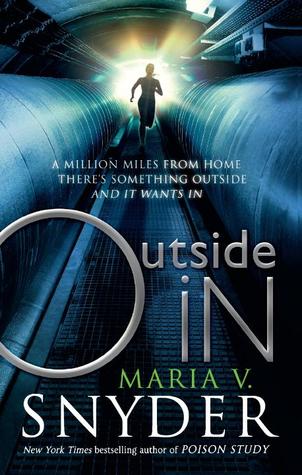 A MILLION MILES FROM HOME
THERE'S SOMETHING OUTSIDE
AND IT WANTS IN
Outside
iN
MARIA V.
SNYDER
New York Times bestselling author of POISON STUDY